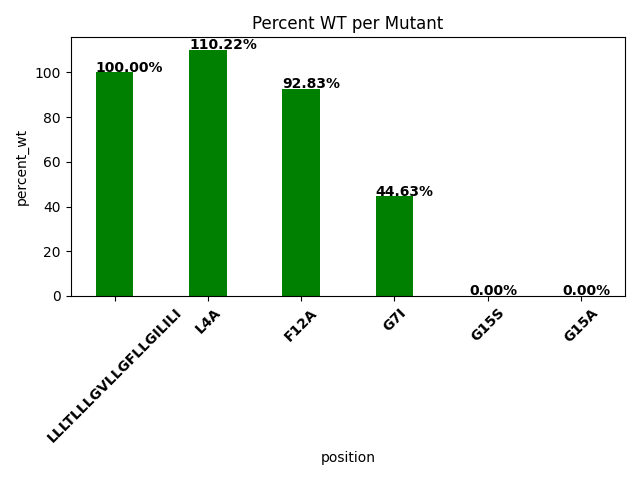 Percent WT per Mutant
percent_wt
100
80
60
40
20
0
100.00%
110.22%
92.83%
44.63%
0.00%
0.00%
LLLTLLLGVLLGFLLGILILI
L4A
F12A
G7I
G15S
G15A
position